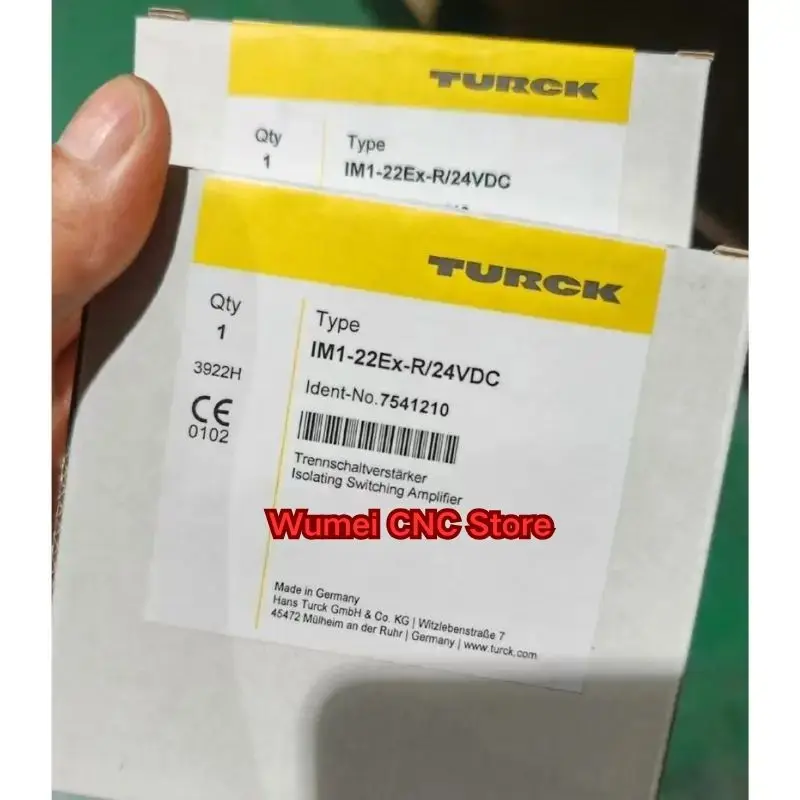 TURCK
Qty
1
Type
IM1-22Ex-R/24VDC
TURCK
Qty
1
3922H
CE
0102
Type
IM1-22Ex-R/24VDC
Ident-No.7541210
Trennschaltverstärker
Isolating Switching Amplifier
Wumei CNC Store
Made in Germany
Hans Turck GmbH & Co. KG | Witzlebenstraße 7
45472 Mülheim an der Ruhr | Germany | www.turck.com